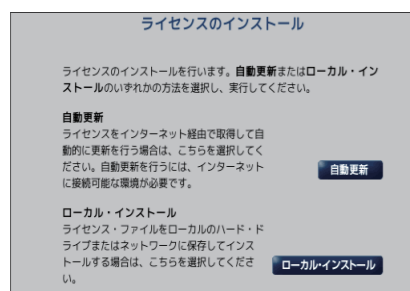 ライセンスのインストール
ライセンスのインストールを行います。自動更新またはローカル・イン
ストールのいずれかの方法を選択し、実行してください。
自動更新
ライセンスをインターネット経由で取得して自
動的に更新を行う場合は、こちらを選択してく
ださい。自動更新を行うには、インターネット
に接続可能な環境が必要です。
自動更新
ローカル・インストール
ライセンス・ファイルをローカルのハード・ド
ライブまたはネットワークに保存してインス
トールする場合は、こちらを選択してくださ
い。
ローカル・インストール